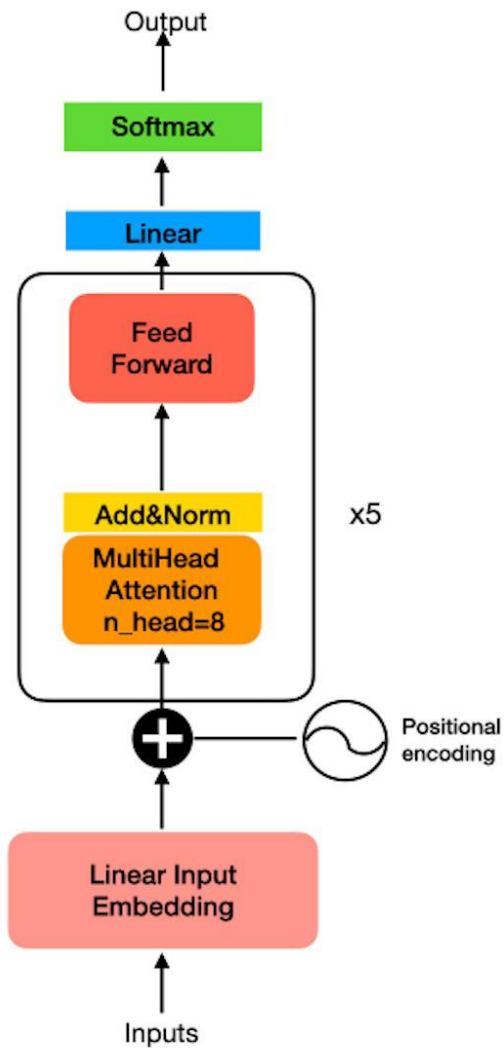 Output
Softmax
Linear
Feed
Forward
Add&Norm
x5
MultiHead
Attention
n_head=8
Positional
encoding
Linear Input
Embedding
Inputs